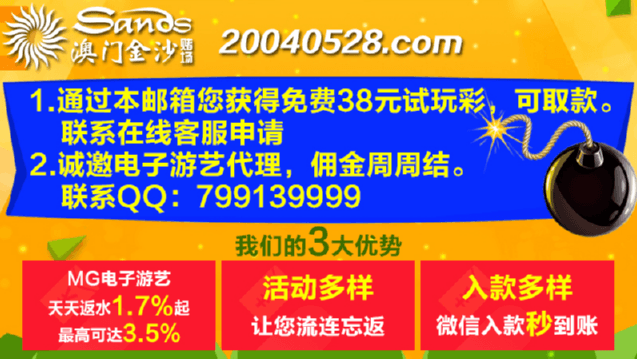 Sands
澳门金沙赌场
20040528.com
1.通过本邮箱您获得免费38元试玩彩，可取款。
联系在线客服申请
2.诚邀电子游艺代理，佣金周周结。
联系QQ：799139999
我们的3大优势
MG电子游艺
天天返水1.7%起
最高可达3.5%
活动多样
让您流连忘返
入款多样
微信入款秒到账